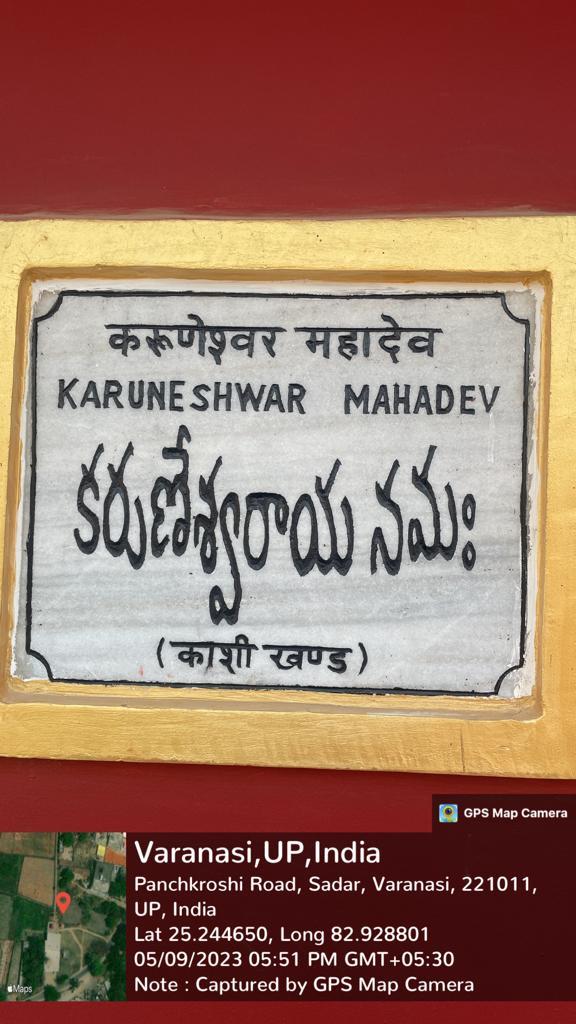 करूणेश्वर महादेव
KARUNESHWAR MAHADEV
కరుణేశ్వరాయ నమః
(काशी खण्ड)
GPS Map Camera
Varanasi,UP,India
Panchkroshi Road, Sadar, Varanasi, 221011,
UP, India
Lat 25.244650, Long 82.928801
05/09/2023 05:51 PM GMT+05:30
Note : Captured by GPS Map Camera
Maps